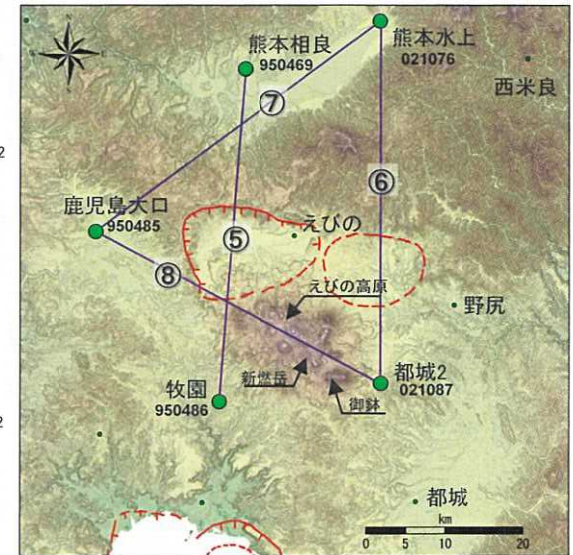 熊本水上
021076
熊本相良
950469
西米良
⑦
2
⑥
鹿児島大口
950485
えびの
⑤
⑧
えびの高原
野尻
新燃岳
都城2
021087
牧園
950486
御鉢
2
都城
km
0 5 10 20